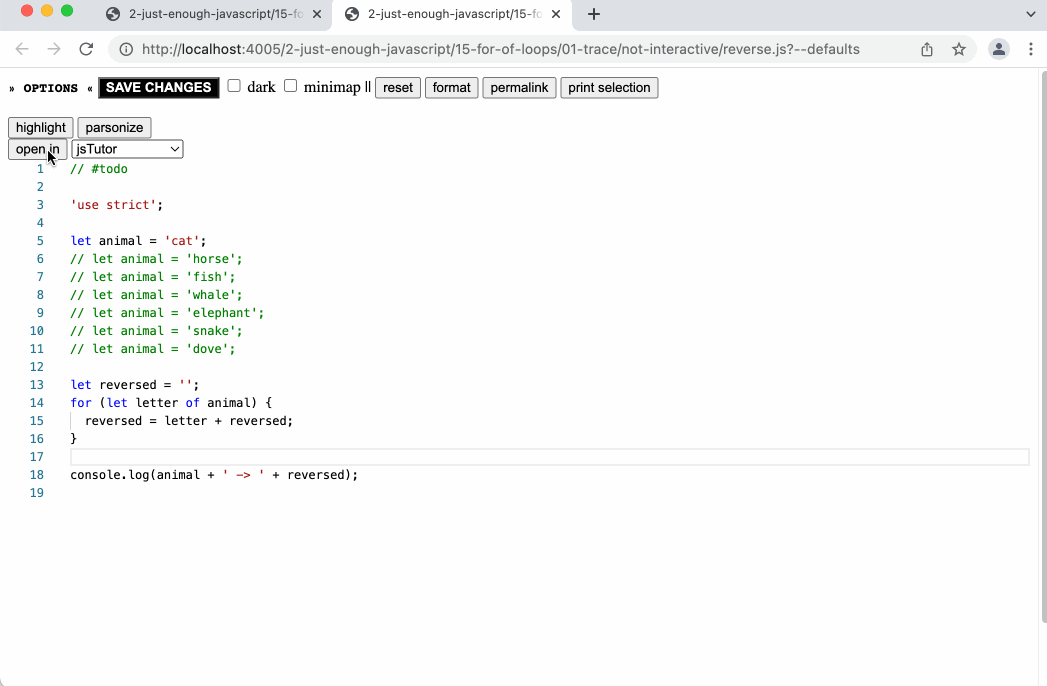 2-just-enough-javascript/15-fo
2-just-enough-javascript/15-fo
http://localhost:4005/2-just-enough-javascript/15-for-of-loops/01-trace/not-interactive/reverse.js?--defaults
» OPTIONS « SAVE CHANGES dark minimap || reset format permalink print selection
highlight parsonize
open in jsTutor
1 // #todo
2
3 'use strict';
4
5 let animal = 'cat';
6 // let animal = 'horse';
7 // let animal = 'fish';
8 // let animal = 'whale';
9 // let animal = 'elephant';
10 // let animal = 'snake';
11 // let animal = 'dove';
12
13 let reversed = '';
14 for (let letter of animal) {
15 reversed = letter + reversed;
16 }
17
18 console.log(animal + ' -> ' + reversed);
19